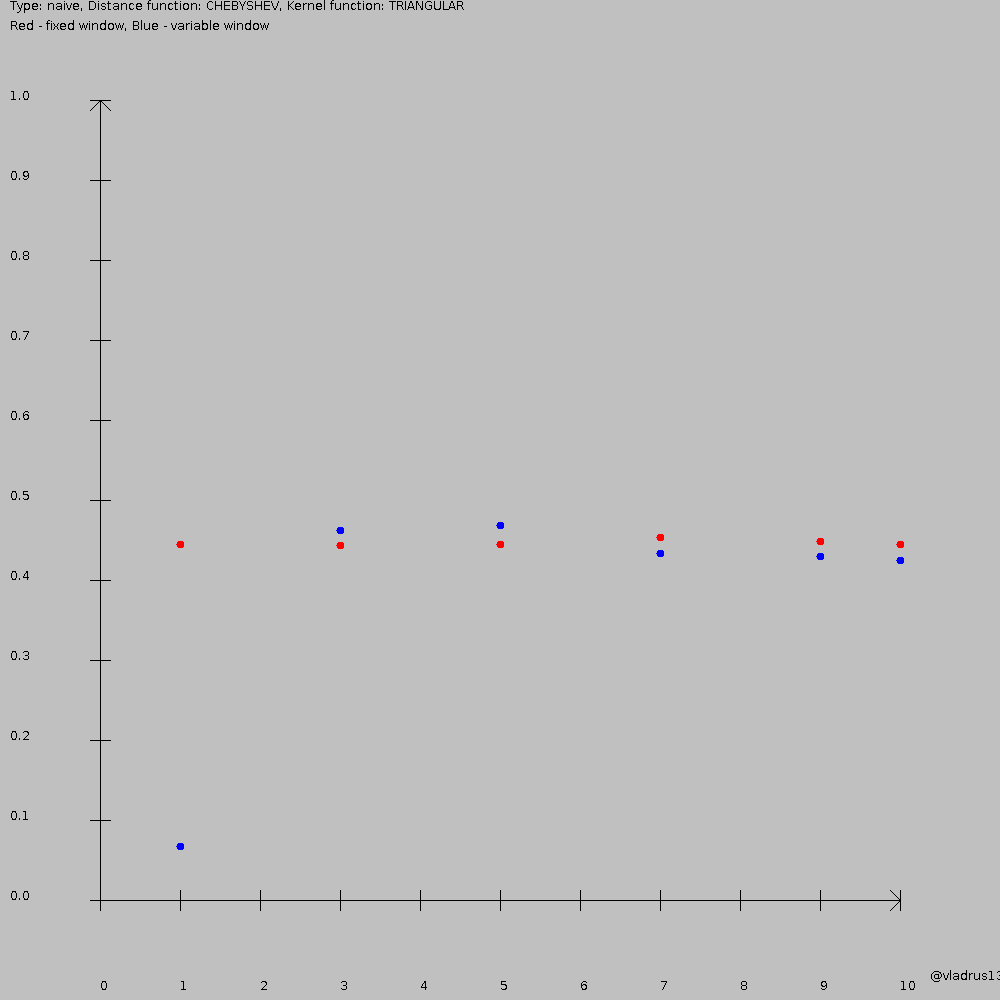 Type: naive, Distance function: CHEBYSHEV, Kernel function: TRIANGULAR
Red - fixed window, Blue - variable window
1.0
0.9
0.8
0.7
0.6
0.5
0.4
0.3
0.2
0.1
0.0
@vladrus13
0 1 2 3 4 5 6 7 8 9 10